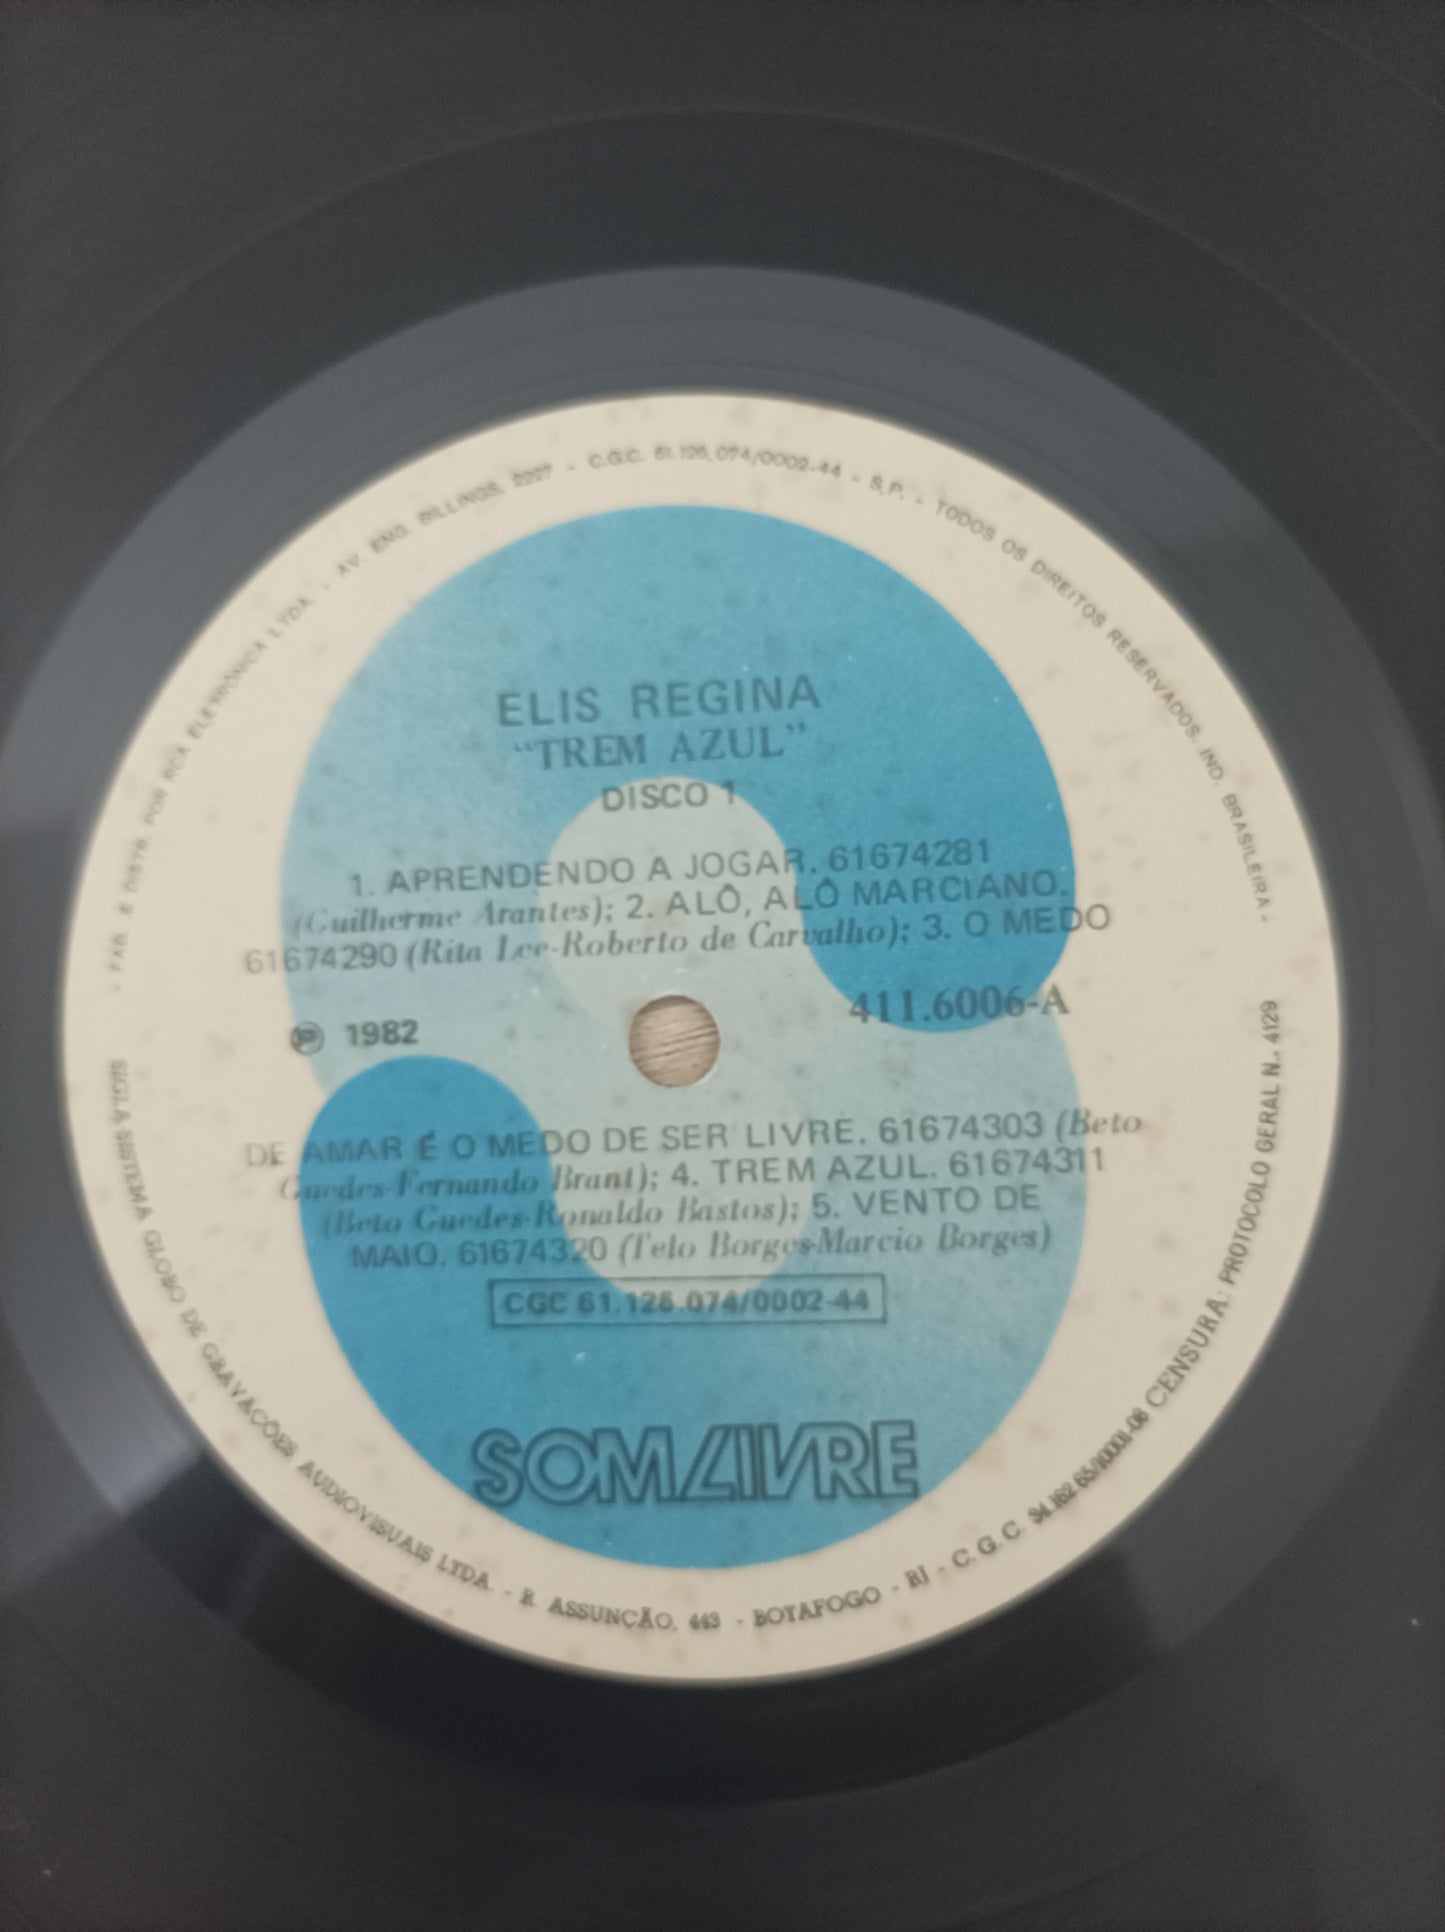 ELIS REGINA
“TREM AZUL”
DISCO 1
1. APRENDENDO A JOGAR. 61674281
(Guilherme Arantes); 2. ALÔ, ALÔ MARCIANO.
61674290 (Rita Lee-Roberto de Carvalho); 3. O MEDO
℗ 1982
411.6006-A
DE AMAR É O MEDO DE SER LIVRE. 61674303 (Beto
Guedes-Fernando Brant); 4. TREM AZUL. 61674311
(Beto Guedes-Ronaldo Bastos); 5. VENTO DE
MAIO. 61674320 (Telo Borges-Marcio Borges)
CGC 61.126.074/0002-44
SOM LIVRE
- FAB. E DISTR. POR RCA ELETRÔNICA LTDA. - AV. ENG. BILLINGS, 2227 - C.G.C. 61.126.074/0002-44 - S.P. - TODOS OS DIREITOS RESERVADOS. IND. BRASILEIRA -
SIGLA SISTEMA GLOBO DE GRAVAÇÕES AUDIOVISUAIS LTDA. - R. ASSUNÇÃO, 443 - BOTAFOGO - RJ - C.G.C. 34.162.651/0001-08 CENSURA: PROTOCOLO GERAL N.. 4129